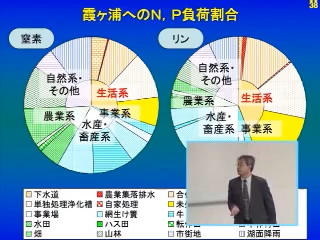 霞ヶ浦へのＮ，Ｐ負荷割合
38
窒素
リン
自然系・
その他
生活系
事業系
水産・
畜産系
農業系
自然系・
その他
生活系
農業系
水産・
畜産系
事業系
下水道
農業集落排水
単独処理浄化槽
自家処理
事業場
網生け簀
牛
水田
ハス田
畑
山林
市街地
湖面降雨